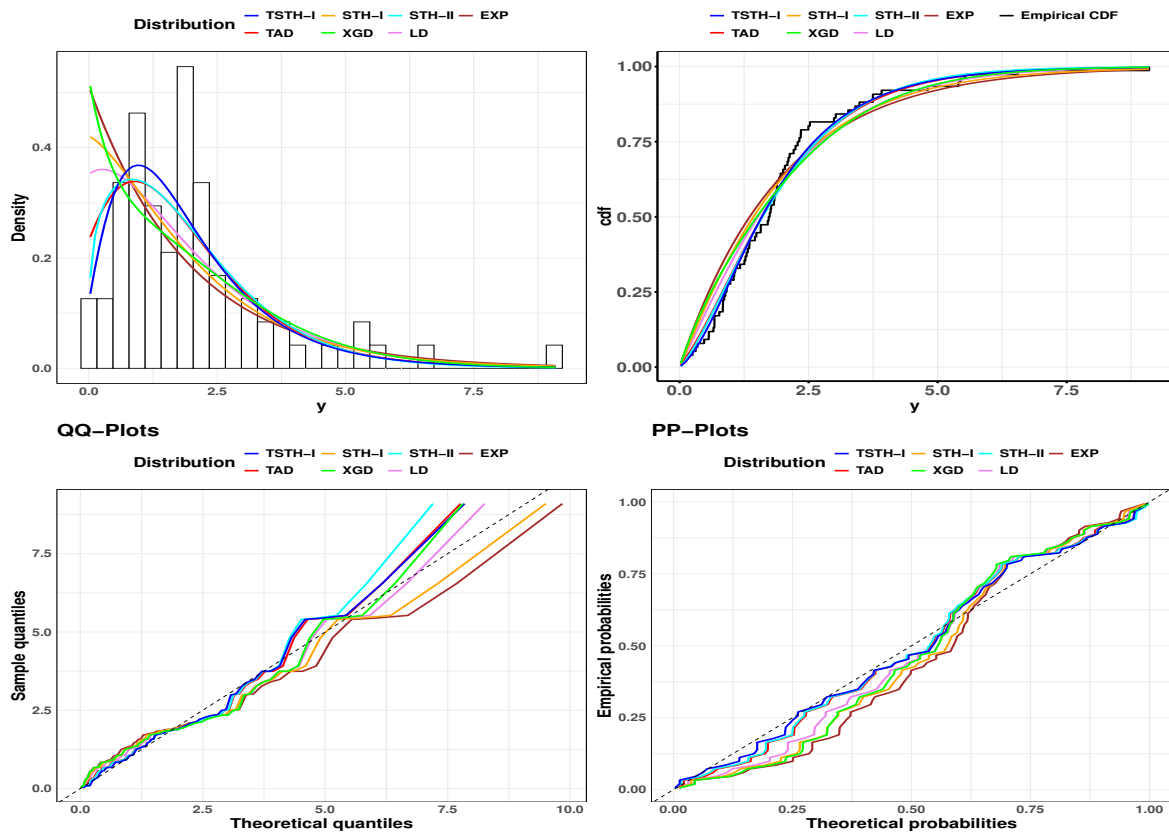 Distribution
TSTH−I STH−I STH−II EXP
TAD XGD LD
Density
0.4
0.2
0.0
0.0 2.5 5.0 7.5
y
TSTH−I STH−I STH−II EXP Empirical CDF
TAD XGD LD
cdf
1.00
0.75
0.50
0.25
0.00
0.0 2.5 5.0 7.5
y
QQ−Plots
Distribution
TSTH−I STH−I STH−II EXP
TAD XGD LD
Sample quantiles
7.5
5.0
2.5
0.0
0.0 2.5 5.0 7.5 10.0
Theoretical quantiles
PP−Plots
Distribution
TSTH−I STH−I STH−II EXP
TAD XGD LD
Empirical probabilities
1.00
0.75
0.50
0.25
0.00
0.00 0.25 0.50 0.75 1.00
Theoretical probabilities